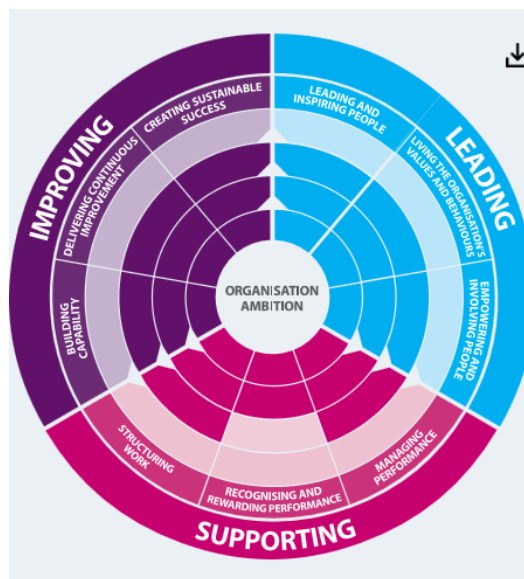 IMPROVING
CREATING SUSTAINABLE
SUCCESS
DELIVERING CONTINUOUS
IMPROVEMENT
BUILDING
CAPABILITY
LEADING
LEADING AND
INSPIRING PEOPLE
LIVING THE ORGANISATION'S
VALUES AND BEHAVIOURS
EMPOWERING AND
INVOLVING PEOPLE
ORGANISATION
AMBITION
STRUCTURING
WORK
RECOGNISING AND
REWARDING PERFORMANCE
MANAGING
PERFORMANCE
SUPPORTING